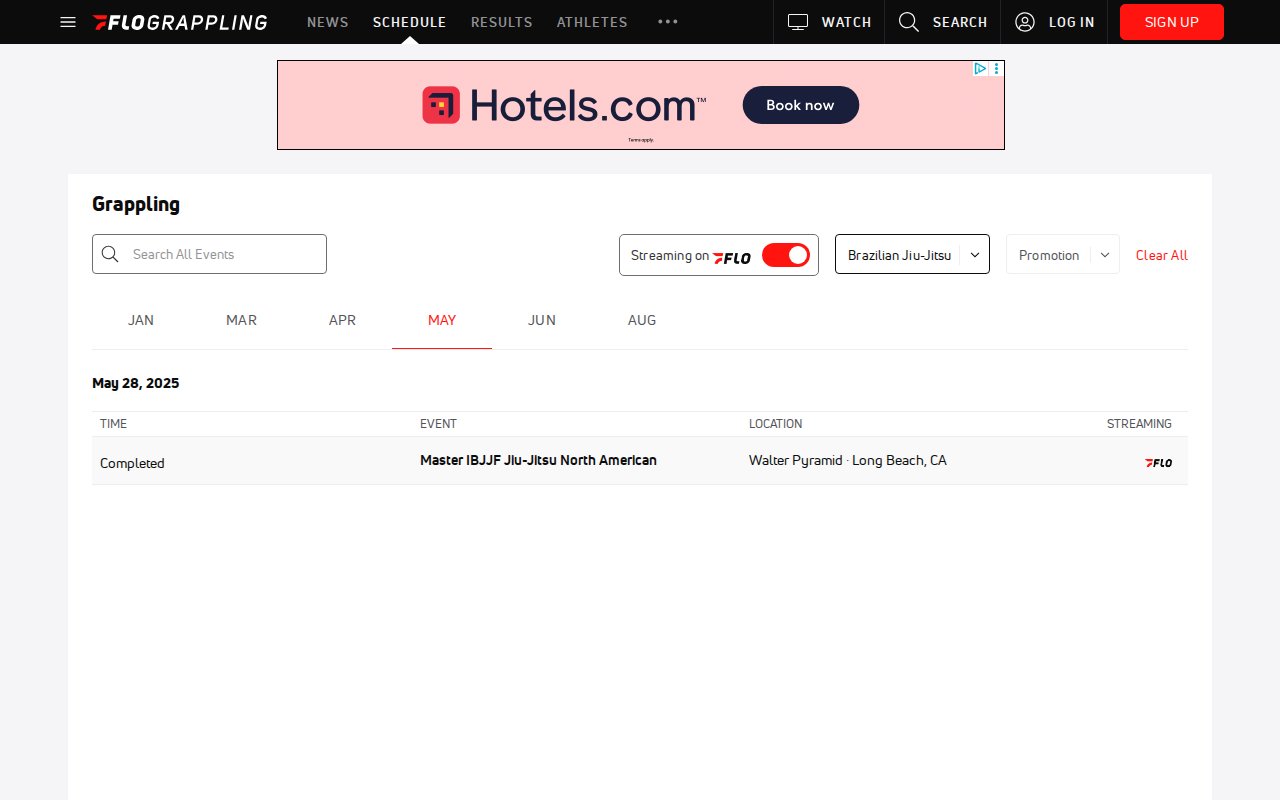 FLOGRAPPLING NEWS SCHEDULE RESULTS ATHLETES WATCH SEARCH LOG IN SIGN UP
Hotels.com™ Book now
Terms apply.
Grappling
Search All Events Streaming on FLO Brazilian Jiu-Jitsu Promotion Clear All
JAN MAR APR MAY JUN AUG
May 28, 2025
TIME EVENT LOCATION STREAMING
Completed Master IBJJF Jiu-Jitsu North American Walter Pyramid · Long Beach, CA FLO